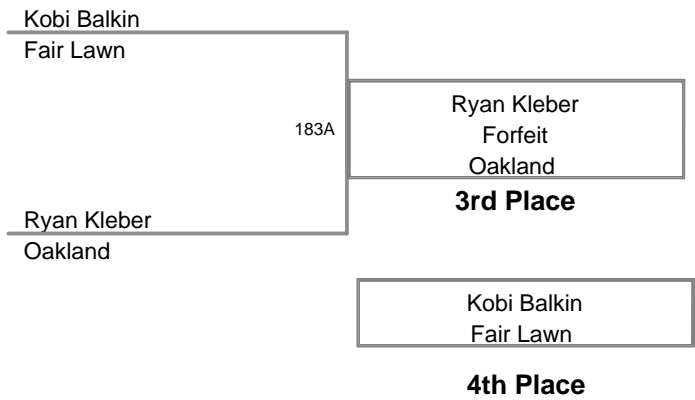 Kobi Balkin
Fair Lawn
183A
Ryan Kleber
Forfeit
Oakland
3rd Place
Ryan Kleber
Oakland
Kobi Balkin
Fair Lawn
4th Place